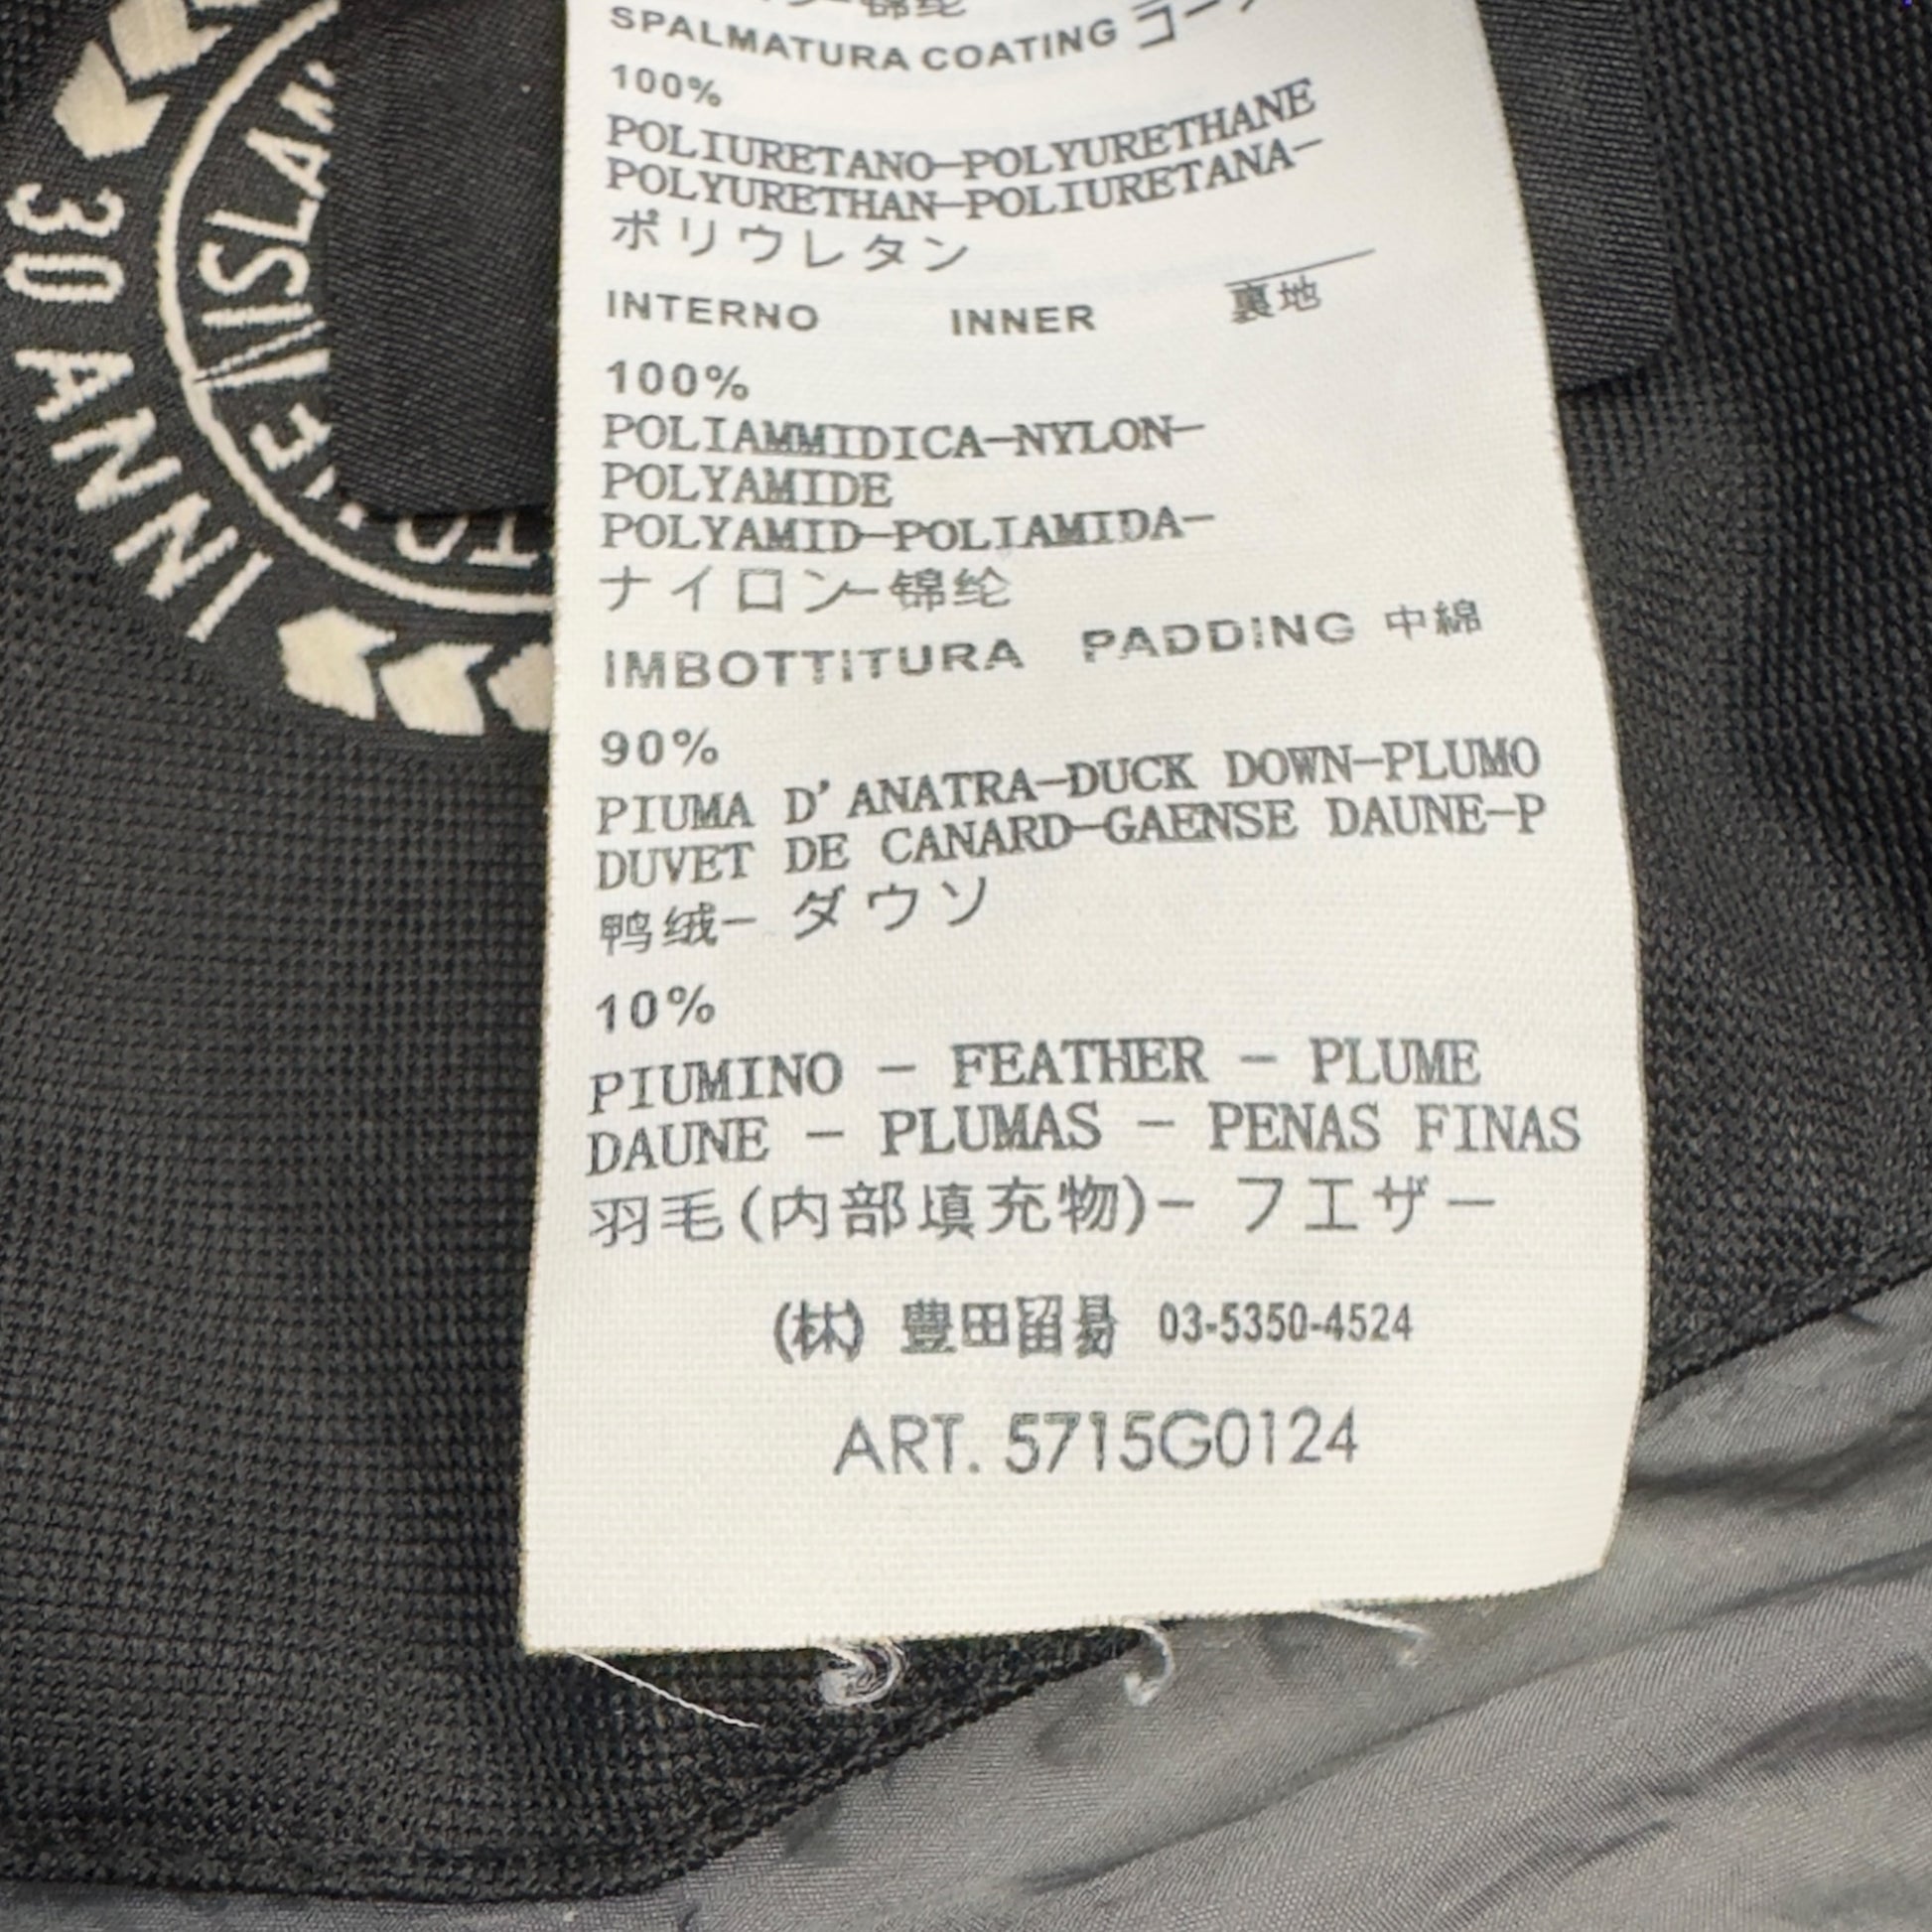 SPALMATURA COATING コー
100%
POLIURETANO-POLYURETHANE
POLYURETHAN-POLIURETANA-
ポリウレタン
INTERNO INNER 裏地
100%
POLIAMMIDICA-NYLON-
POLYAMIDE
POLYAMID-POLIAMIDA-
ナイロン-锦纶
IMBOTTITURA PADDING 中綿
90%
PIUMA D'ANATRA-DUCK DOWN-PLUMO
DUVET DE CANARD-GAENSE DAUNE-P
鸭绒- ダウソ
10%
PIUMINO - FEATHER - PLUME
DAUNE - PLUMAS - PENAS FINAS
羽毛(内部填充物)- フエザー
(株) 豊田留易 03-5350-4524
ART. 5715G0124
30 ANNI
ISLAN